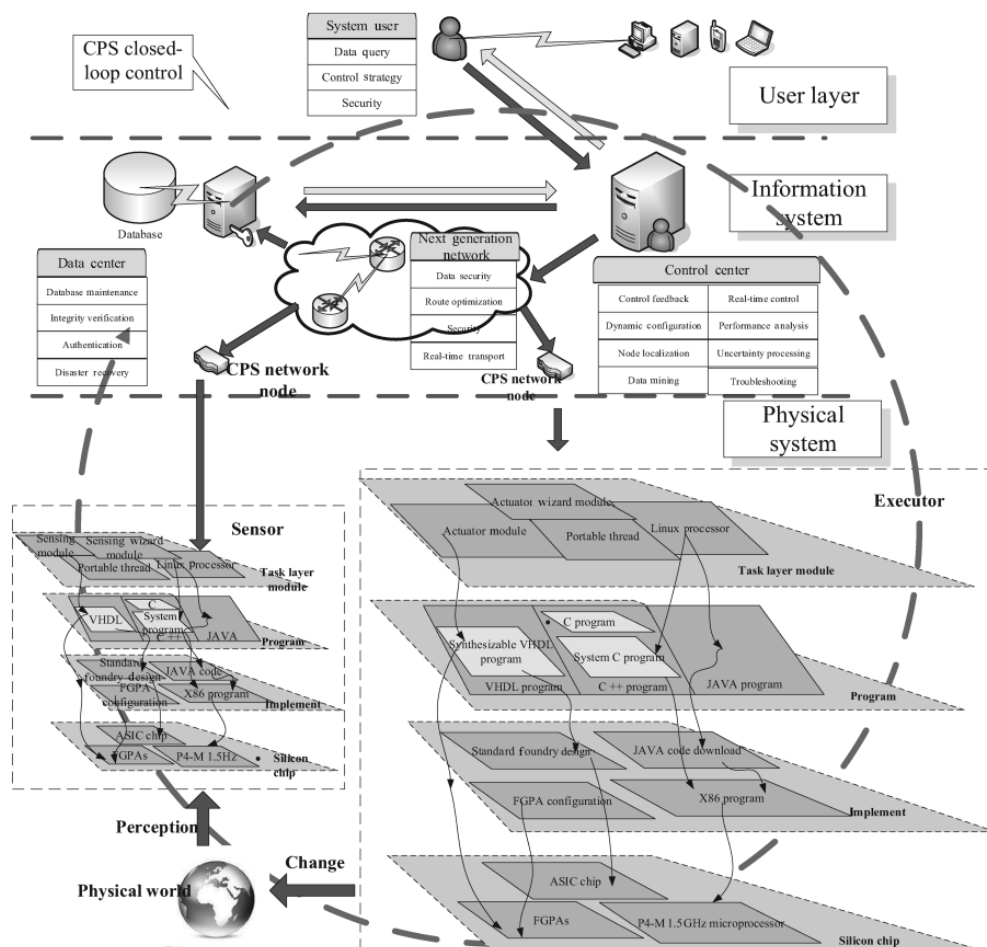 System user
Data query
Control strategy
Security
CPS closed-
loop control
User layer
Information
system
Database
Data center
Database maintenance
Integrity verification
Authentication
Disaster recovery
Next generation
network
Data security
Route optimization
Security
Real-time transport
Control center
Control feedback
Real-time control
Dynamic configuration
Performance analysis
Node localization
Uncertainty processing
Data mining
Troubleshooting
CPS network
node
CPS network
node
Physical
system
Sensor
Sensing
module
Sensing wizard
module
Portable thread
Linux Processor
Task layer
module
VHDL
C
System
program
C ++
JAVA
Program
Standard
foundry design
JAVA code
FGPA
configuration
X86 program
Implement
ASIC chip
FGPAs
P4-M 1.5Hz
Silicon
chip
Executor
Actuator wizard module
Actuator module
Portable thread
Linux processor
Task layer module
C program
Synthesizable VHDL
program
System C program
VHDL program
C ++ program
JAVA program
Program
Standard foundry design
JAVA code download
FGPA configuration
X86 program
Implement
ASIC chip
FGPAs
P4-M 1.5GHz microprocessor
Silicon chip
Perception
Physical world
Change